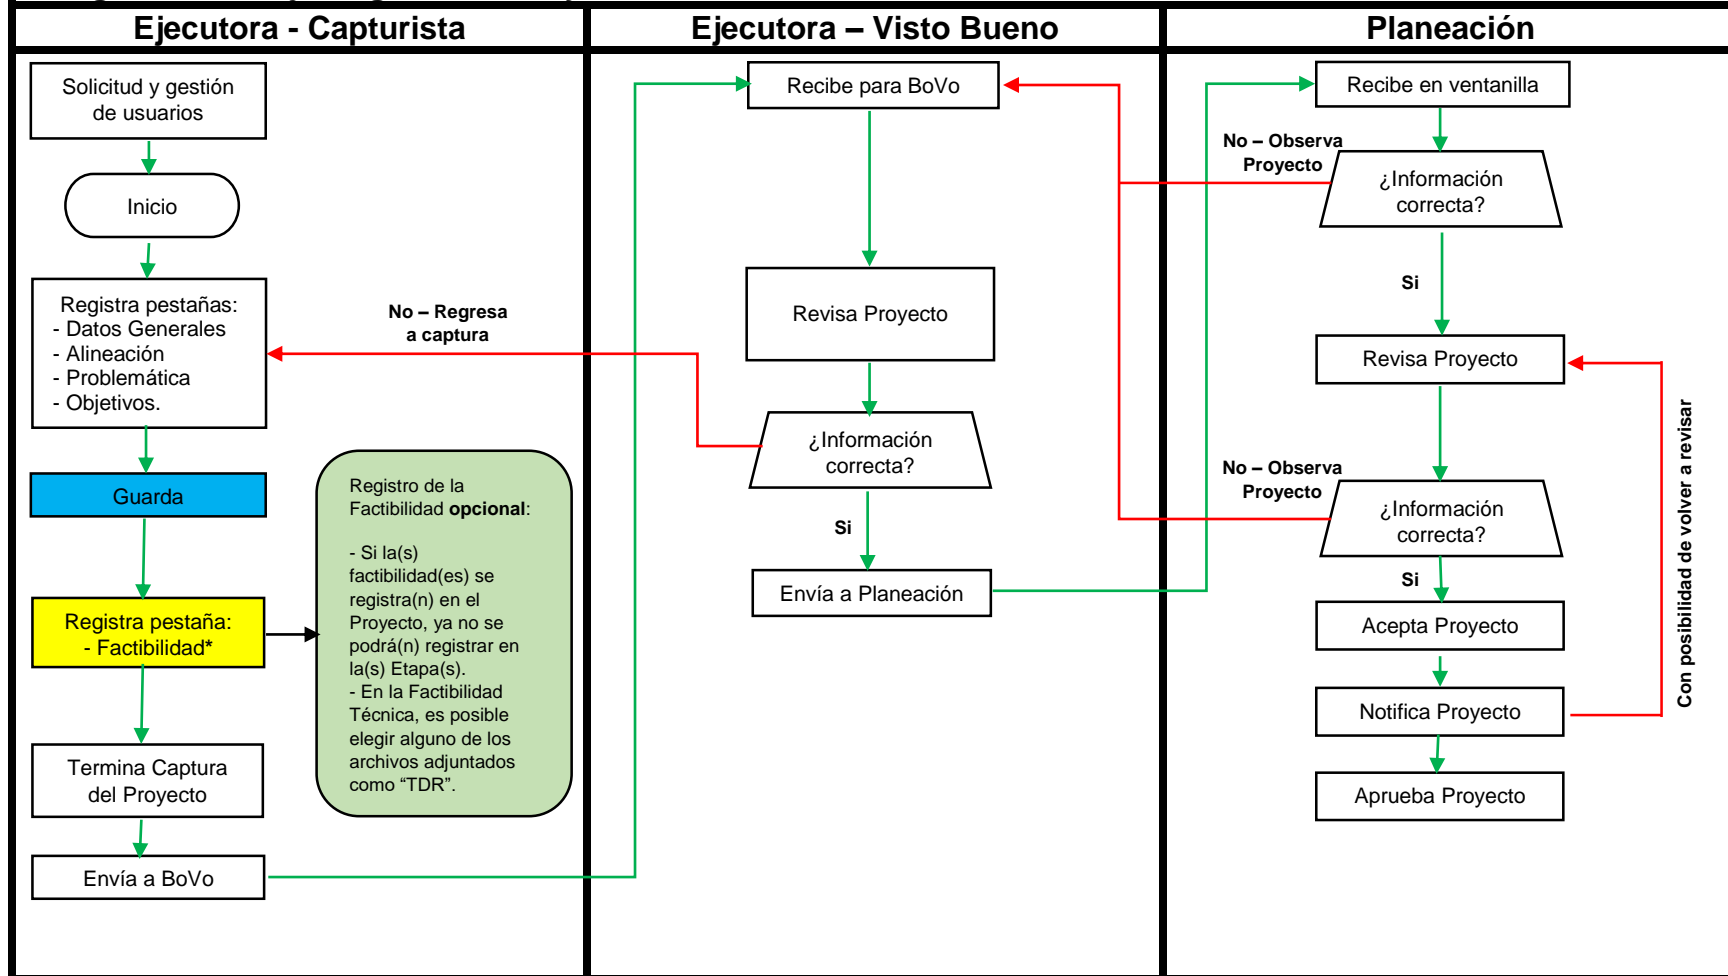 Ejecutora - Capturista
Ejecutora – Visto Bueno
Planeación
Solicitud y gestión
de usuarios
Inicio
Registra pestañas:
- Datos Generales
- Alineación
- Problemática
- Objetivos.
No – Regresa
a captura
Guarda
Registra pestaña:
- Factibilidad*
Registro de la
Factibilidad opcional:
- Si la(s)
factibilidad(es) se
registra(n) en el
Proyecto, ya no se
podrá(n) registrar en
la(s) Etapa(s).
- En la Factibilidad
Técnica, es posible
elegir alguno de los
archivos adjuntados
como “TDR”.
Termina Captura
del Proyecto
Envía a BoVo
Recibe para BoVo
Revisa Proyecto
¿Información
correcta?
Si
Envía a Planeación
Recibe en ventanilla
No – Observa
Proyecto
¿Información
correcta?
Si
Revisa Proyecto
No – Observa
Proyecto
¿Información
correcta?
Si
Acepta Proyecto
Notifica Proyecto
Aprueba Proyecto
Con posibilidad de volver a revisar